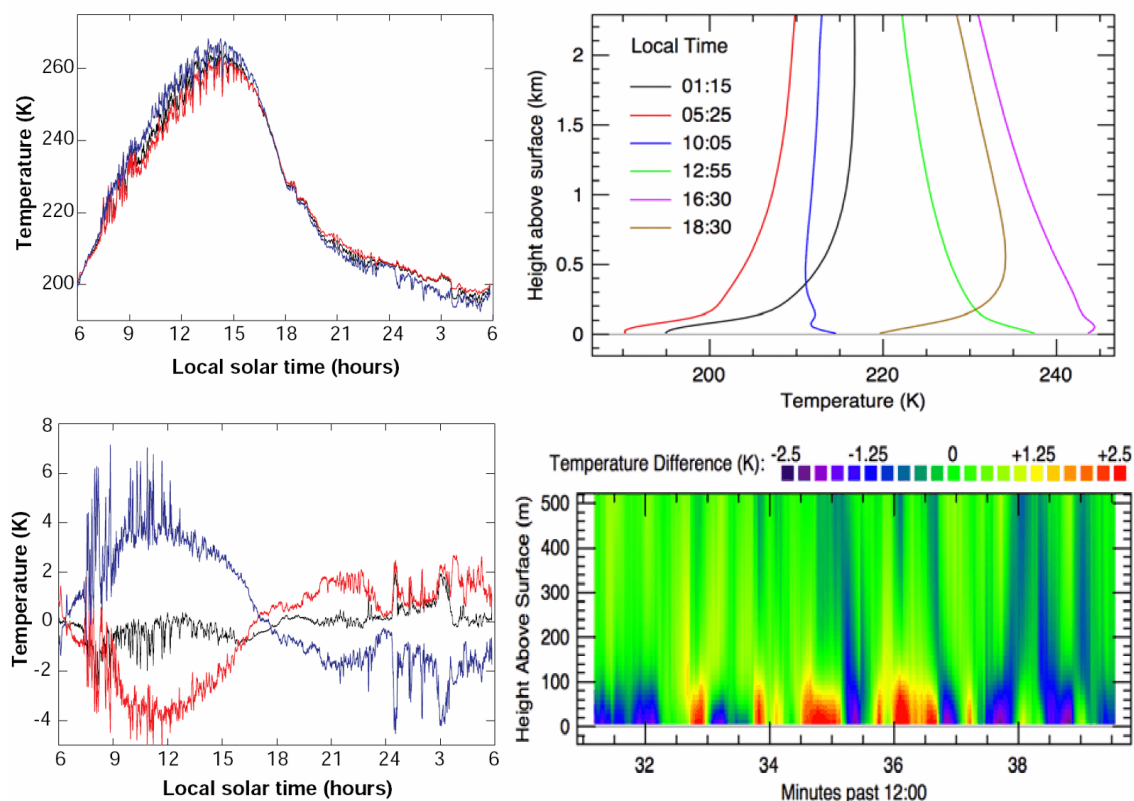 260
240
220
200
Temperature (K)
6 9 12 15 18 21 24 3 6
Local solar time (hours)
2
1.5
1
0.5
0
Height above surface (km)
Local Time
01:15
05:25
10:05
12:55
16:30
18:30
200 220 240
Temperature (K)
8
6
4
2
0
-2
-4
Temperature (K)
6 9 12 15 18 21 24 3 6
Local solar time (hours)
-2.5 -1.25 0 +1.25 +2.5
Temperature Difference (K):
500
400
300
200
100
0
Height Above Surface (m)
32 34 36 38
Minutes past 12:00